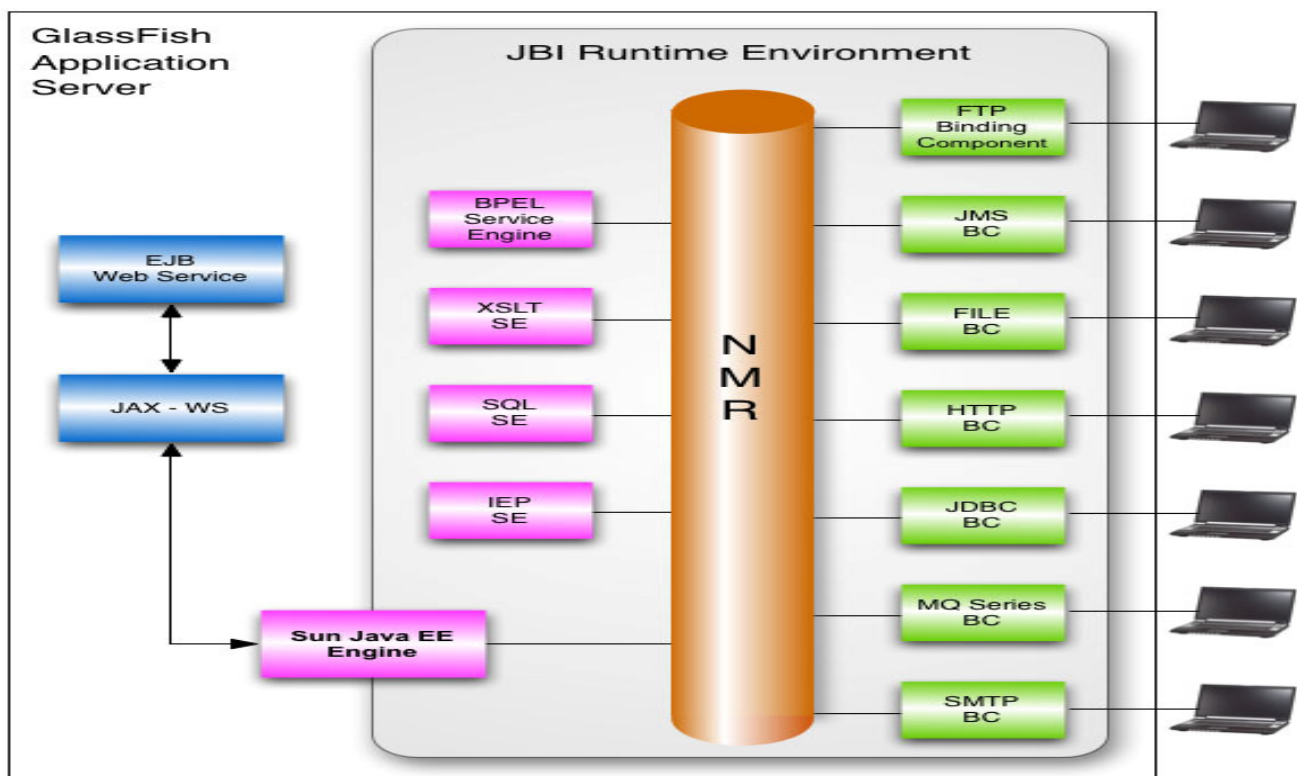 GlassFish
Application
Server
JBI Runtime Environment
EJB
Web Service
JAX - WS
BPEL
Service
Engine
XSLT
SE
SQL
SE
IEP
SE
Sun Java EE
Engine
N
M
R
FTP
Binding
Component
JMS
BC
FILE
BC
HTTP
BC
JDBC
BC
MQ Series
BC
SMTP
BC